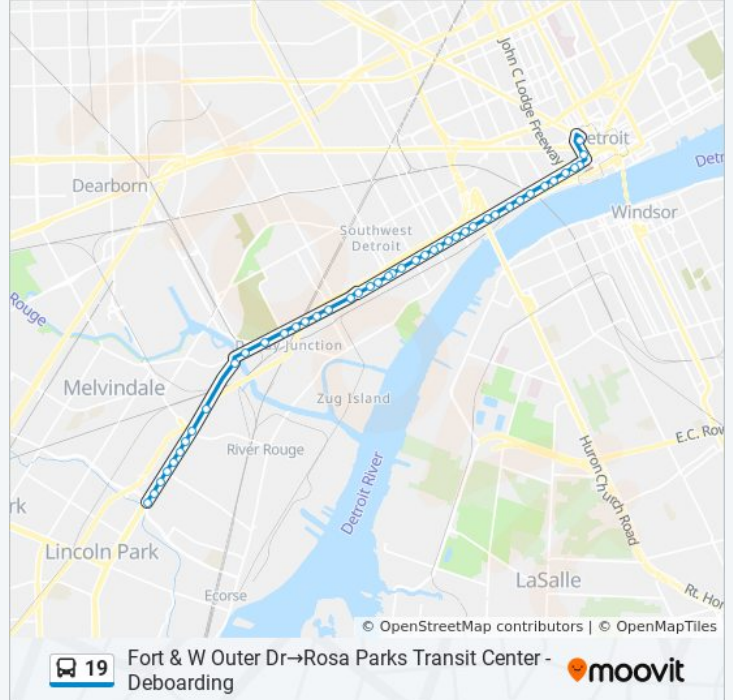 John C Lodge Freeway
etroit
Detr
Dearborn
Windsor
Southwest
Detroit
Rouge
Junction
Melvindale
Zug Island
E.C. Row
River Rouge
Huron Church Road
Detroit River
rk
Lincoln Park
LaSalle
Ecorse
Rt. Hor
© OpenStreetMap contributors | © OpenMapTiles
19
Fort & W Outer Dr→Rosa Parks Transit Center -
Deboarding
moovit